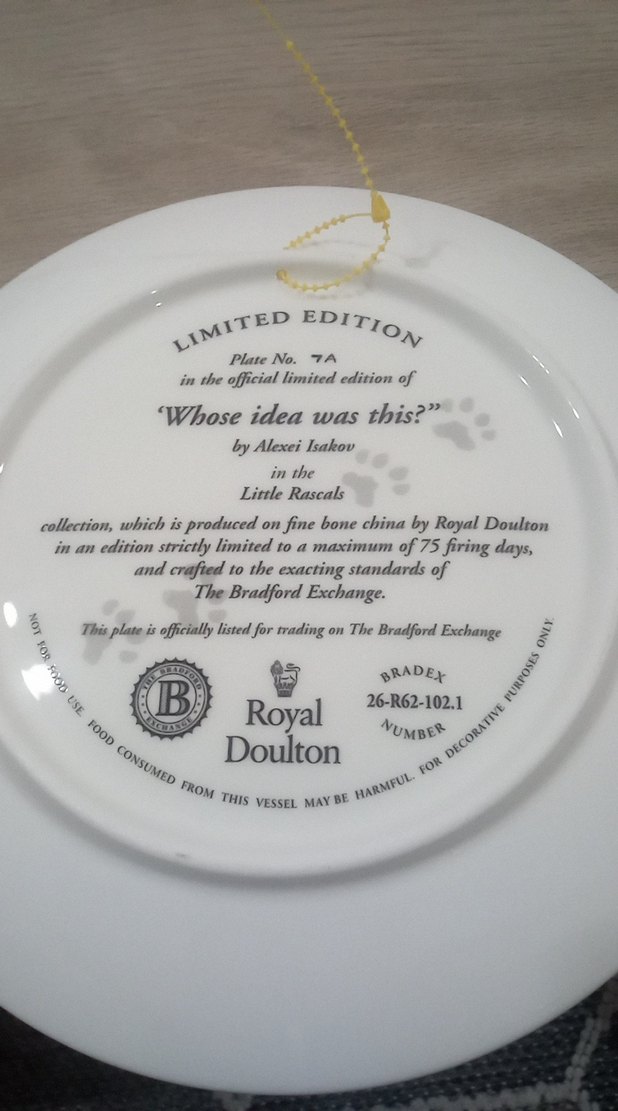 LIMITED EDITION
Plate No. 7A
in the official limited edition of
‘Whose idea was this?”
by Alexei Isakov
in the
Little Rascals
collection, which is produced on fine bone china by Royal Doulton
in an edition strictly limited to a maximum of 75 firing days,
and crafted to the exacting standards of
The Bradford Exchange.
This plate is officially listed for trading on The Bradford Exchange
THE BRADFORD
B
EXCHANGE
Royal
Doulton
BRADEX
26-R62-102.1
NUMBER
NOT FOR FOOD USE. FOOD CONSUMED FROM THIS VESSEL MAY BE HARMFUL. FOR DECORATIVE PURPOSES ONLY.